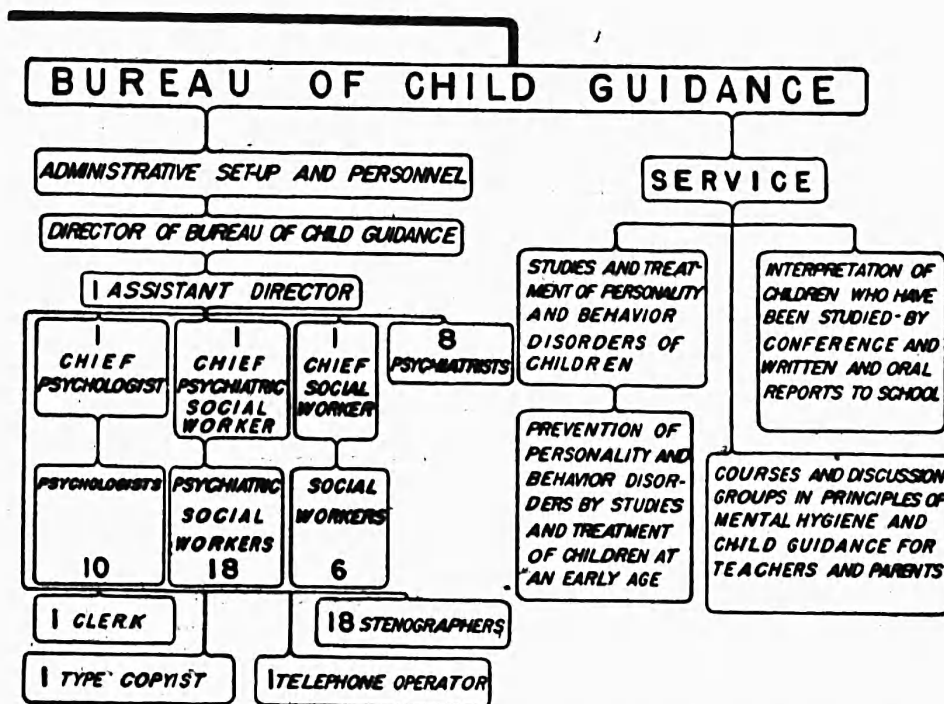 BUREAU OF CHILD GUIDANCE
ADMINISTRATIVE SET-UP AND PERSONNEL
DIRECTOR OF BUREAU OF CHILD GUIDANCE
1 ASSISTANT DIRECTOR
1
CHIEF
PSYCHOLOGIST
1
CHIEF
PSYCHIATRIC
SOCIAL
WORKER
1
CHIEF
SOCIAL
WORKER
8
PSYCHIATRISTS
PSYCHOLOGISTS
10
PSYCHIATRIC
SOCIAL
WORKERS
18
SOCIAL
WORKERS
6
1 CLERK
18 STENOGRAPHERS
1 TYPE COPYIST
1 TELEPHONE OPERATOR
SERVICE
STUDIES AND TREAT-
MENT OF PERSONALITY
AND BEHAVIOR
DISORDERS OF
CHILDREN
INTERPRETATION OF
CHILDREN WHO HAVE
BEEN STUDIED-BY
CONFERENCE AND
WRITTEN AND ORAL
REPORTS TO SCHOOL
PREVENTION OF
PERSONALITY AND
BEHAVIOR DISOR-
DERS BY STUDIES
AND TREATMENT
OF CHILDREN AT
AN EARLY AGE
COURSES AND DISCUSSION
GROUPS IN PRINCIPLES OF
MENTAL HYGIENE AND
CHILD GUIDANCE FOR
TEACHERS AND PARENTS